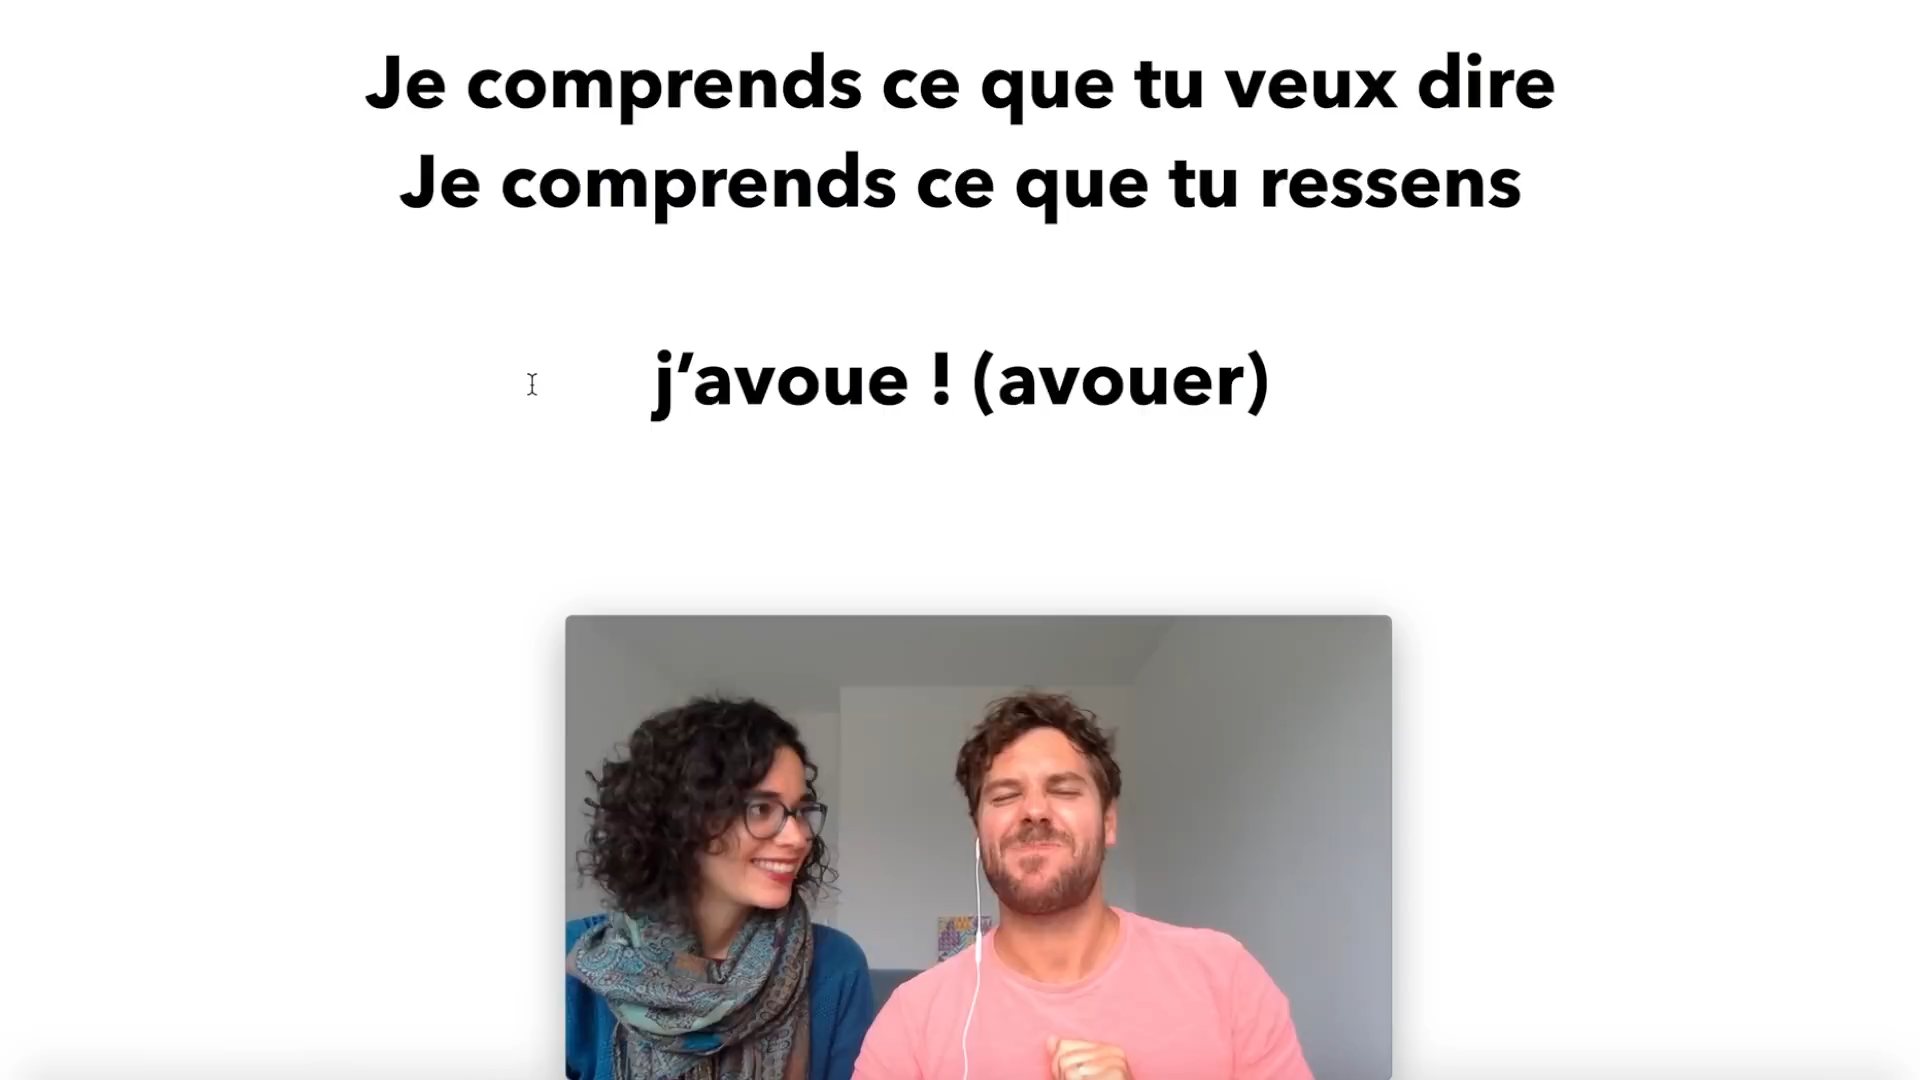 Je comprends ce que tu veux dire
Je comprends ce que tu ressens
j’avoue ! (avouer)